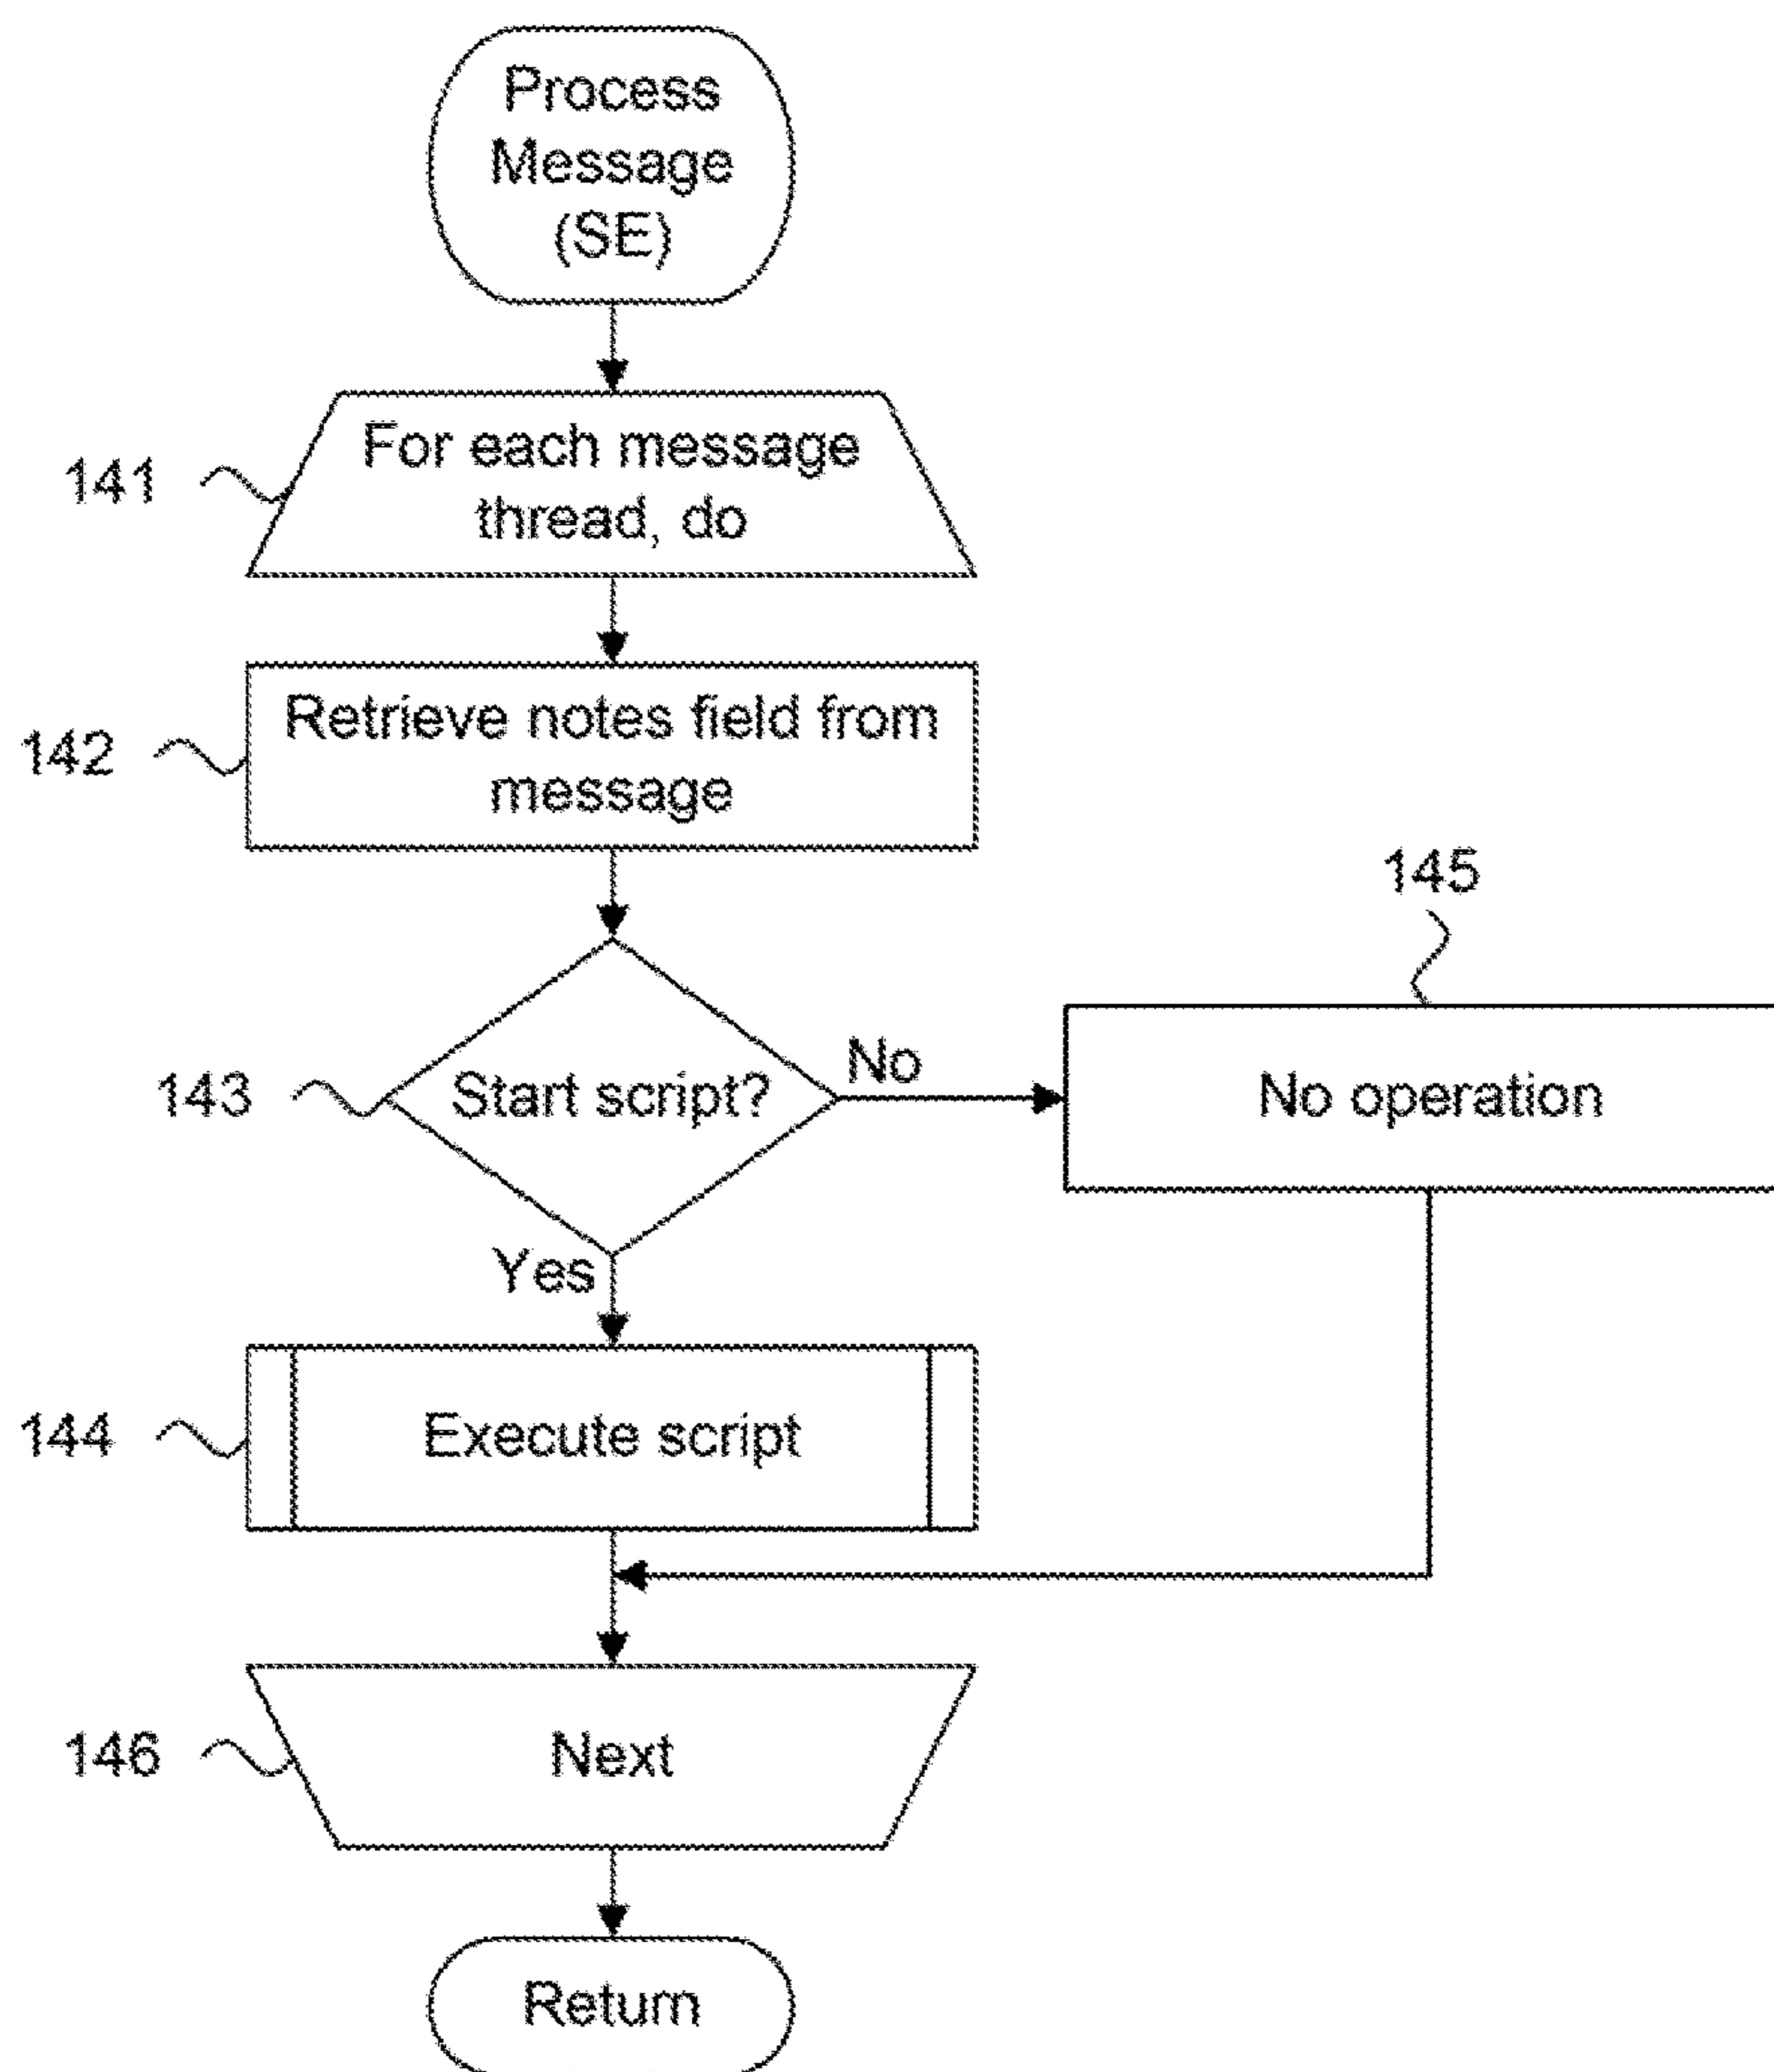 Process
Message
(SE)
141
For each message
thread, do
142
Retrieve notes field from
message
145
143
Start script?
No
No operation
Yes
144
Execute script
146
Next
Return